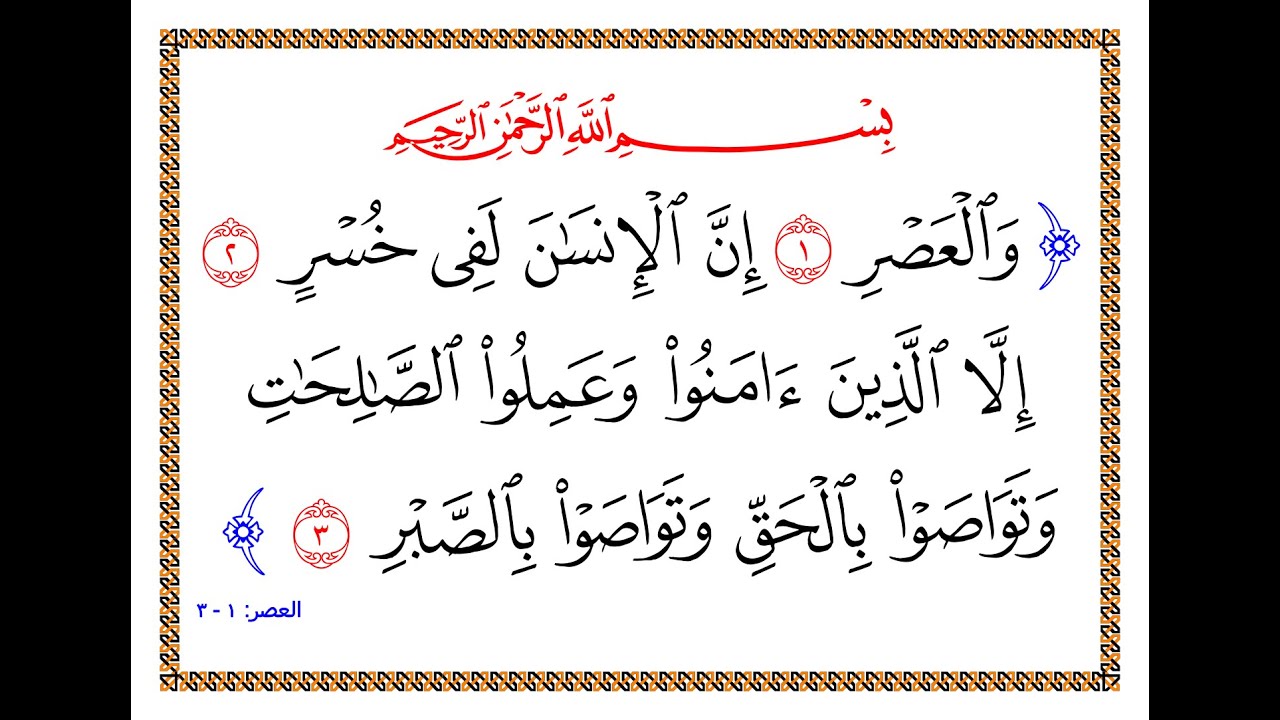 بِسْمِ ٱللَّهِ ٱلرَّحْمَٰنِ ٱلرَّحِيمِ
﴿ وَٱلْعَصْرِ ١ إِنَّ ٱلْإِنسَٰنَ لَفِى خُسْرٍ ٢
إِلَّا ٱلَّذِينَ ءَامَنُوا۟ وَعَمِلُوا۟ ٱلصَّٰلِحَٰتِ
وَتَوَاصَوْا۟ بِٱلْحَقِّ وَتَوَاصَوْا۟ بِٱلصَّبْرِ ٣ ﴾
العصر: ١ - ٣